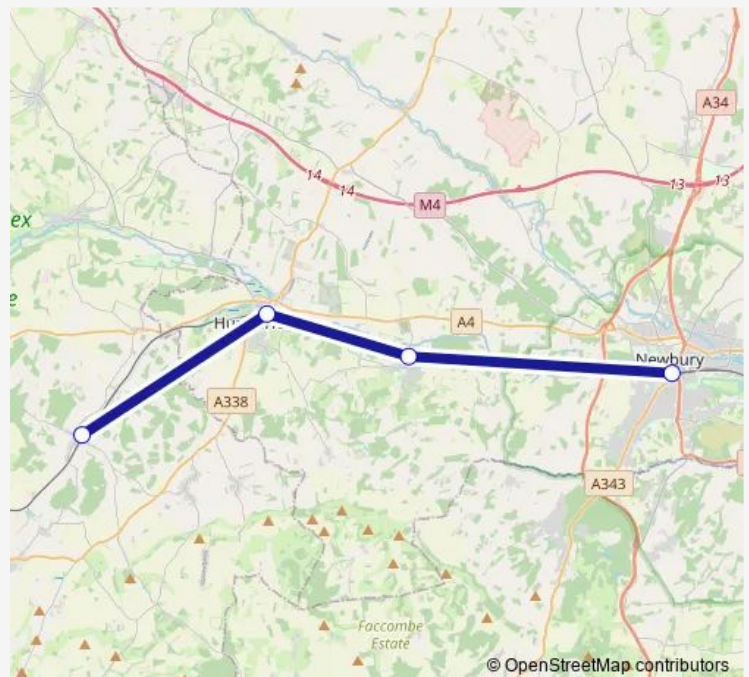 A34
14
14
13
13
M4
ex
e
A4
Newbury
A338
A343
Faccombe
Estate
© OpenStreetMap contributors